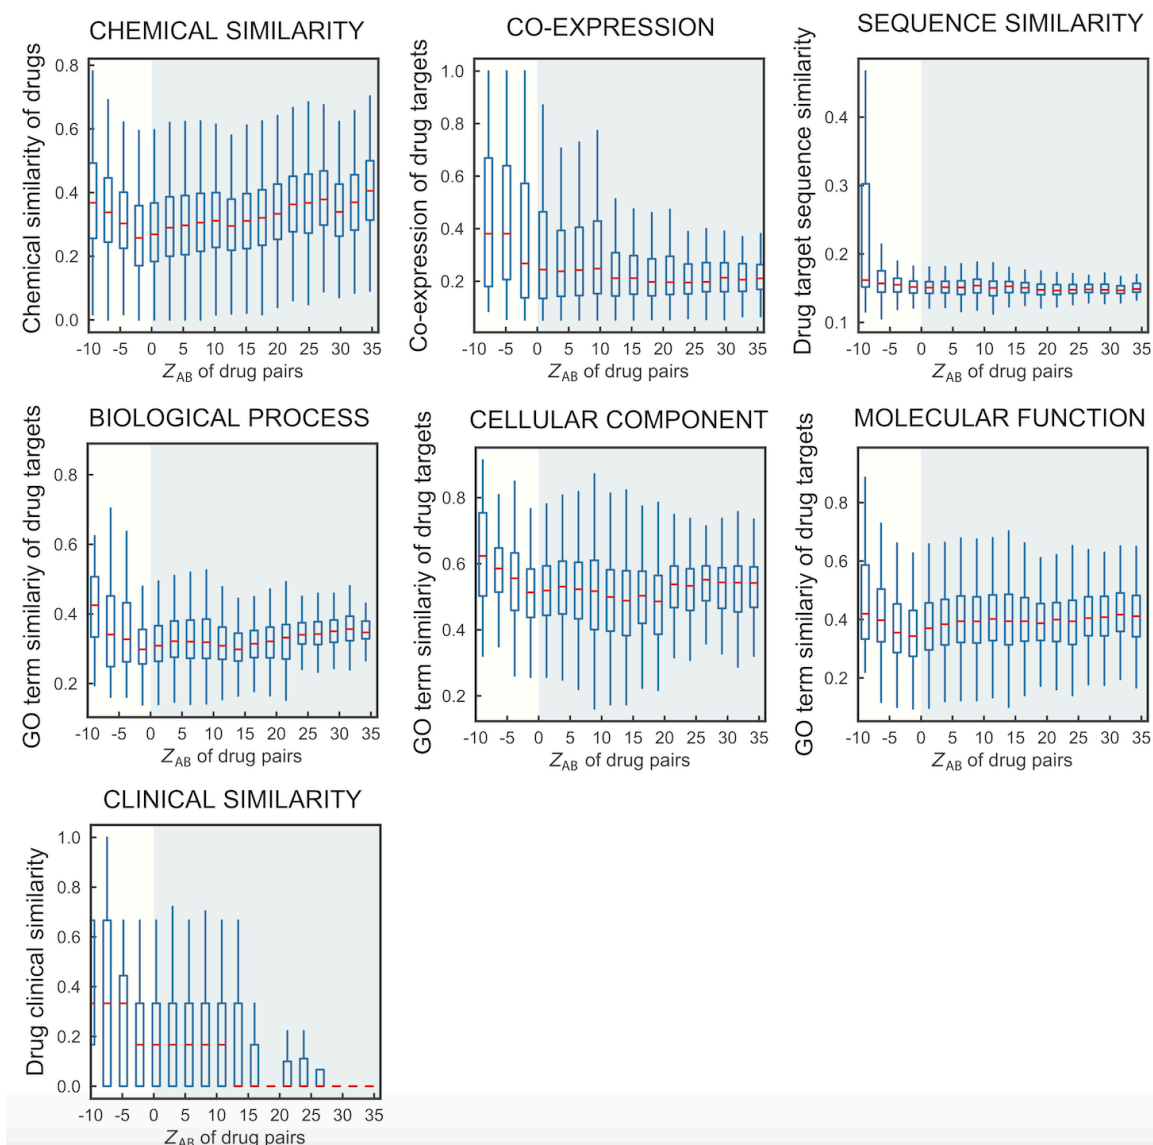 CHEMICAL SIMILARITY
Chemical similarity of drugs
0.8
0.6
0.4
0.2
0.0
-10 -5 0 5 10 15 20 25 30 35
ZAB of drug pairs
CO-EXPRESSION
Co-expression of drug targets
1.0
0.8
0.6
0.4
0.2
-10 -5 0 5 10 15 20 25 30 35
ZAB of drug pairs
SEQUENCE SIMILARITY
Drug target sequence similarity
0.4
0.3
0.2
0.1
-10 -5 0 5 10 15 20 25 30 35
ZAB of drug pairs
BIOLOGICAL PROCESS
GO term similariy of drug targets
0.8
0.6
0.4
0.2
-10 -5 0 5 10 15 20 25 30 35
ZAB of drug pairs
CELLULAR COMPONENT
GO term similariy of drug targets
0.8
0.6
0.4
0.2
-10 -5 0 5 10 15 20 25 30 35
ZAB of drug pairs
MOLECULAR FUNCTION
GO term similariy of drug targets
0.8
0.6
0.4
0.2
-10 -5 0 5 10 15 20 25 30 35
ZAB of drug pairs
CLINICAL SIMILARITY
Drug clinical similarity
1.0
0.8
0.6
0.4
0.2
0.0
-10 -5 0 5 10 15 20 25 30 35
ZAB of drug pairs